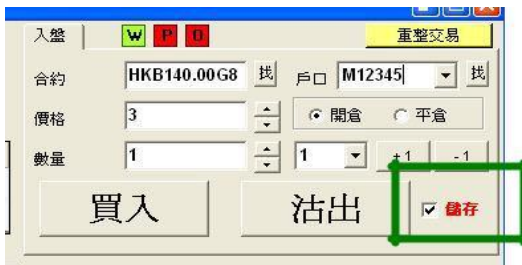 入盤 W P O 重整交易
合約 HKB140.00G8 找 戶口 M12345 找
價格 3 開倉 平倉
數量 1 1 +1 -1
買入 沽出 儲存